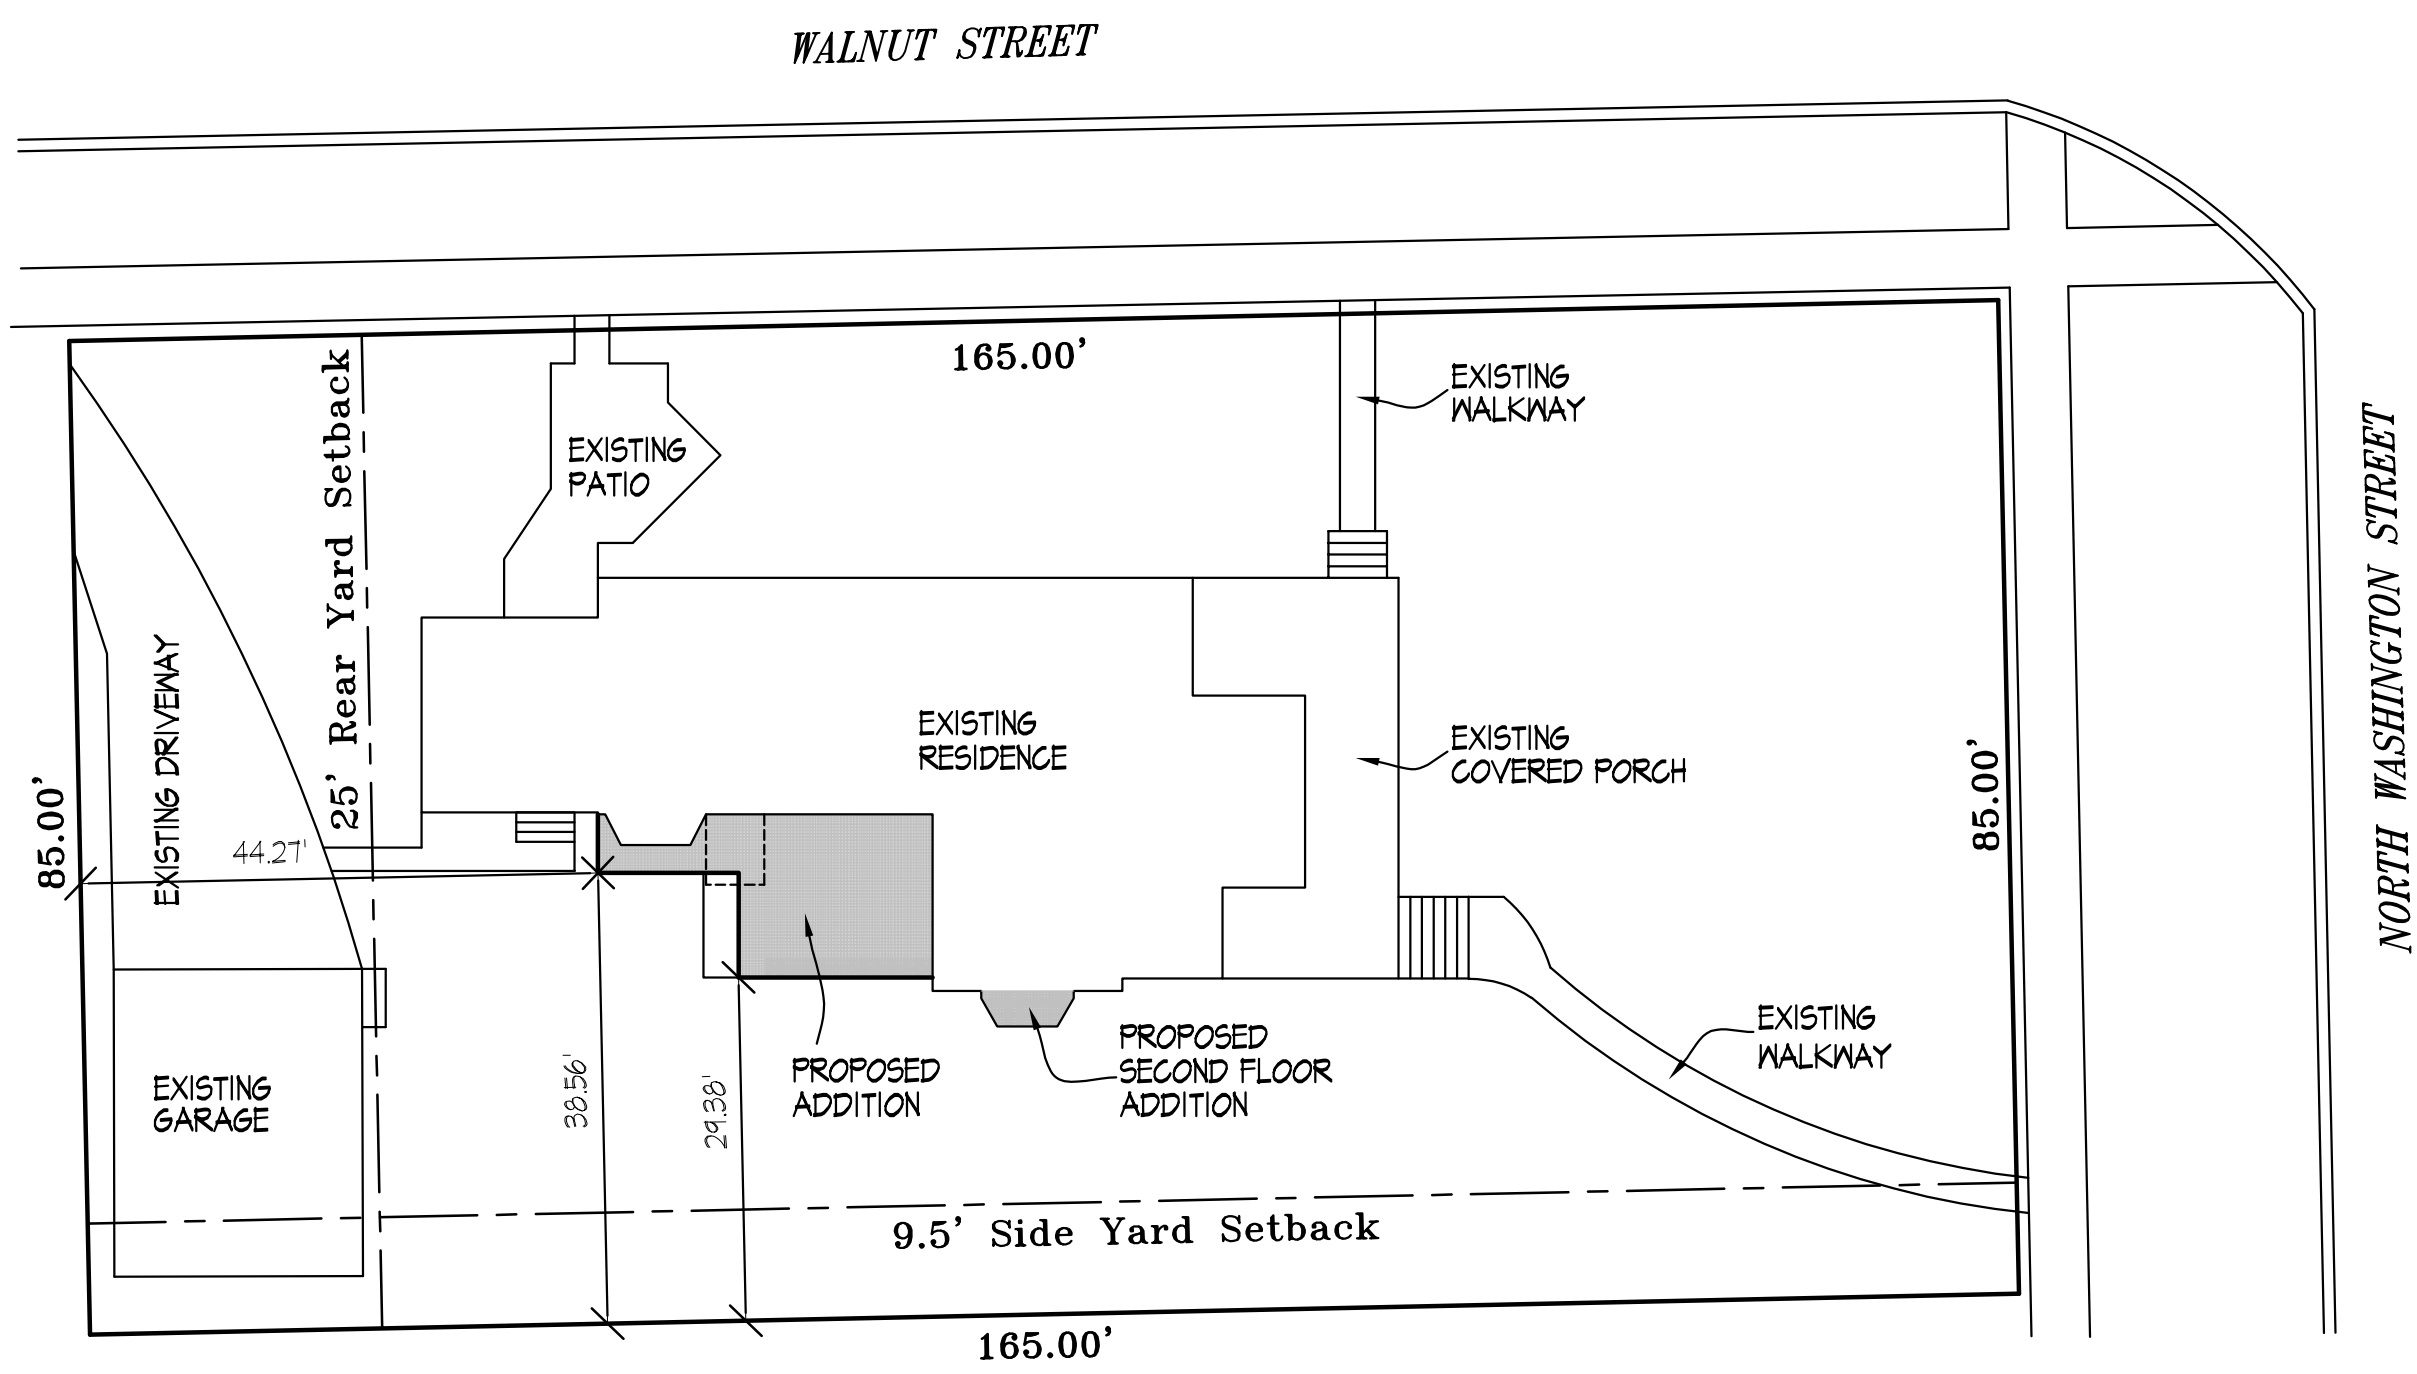 WALNUT STREET
165.00'
EXISTING
WALKWAY
25' Rear Yard Setback
EXISTING
PATIO
NORTH WASHINGTON STREET
EXISTING DRIVEWAY
EXISTING
RESIDENCE
EXISTING
COVERED PORCH
85.00'
85.00'
44.27'
EXISTING
GARAGE
38.56'
29.38'
PROPOSED
ADDITION
PROPOSED
SECOND FLOOR
ADDITION
EXISTING
WALKWAY
9.5' Side Yard Setback
165.00'